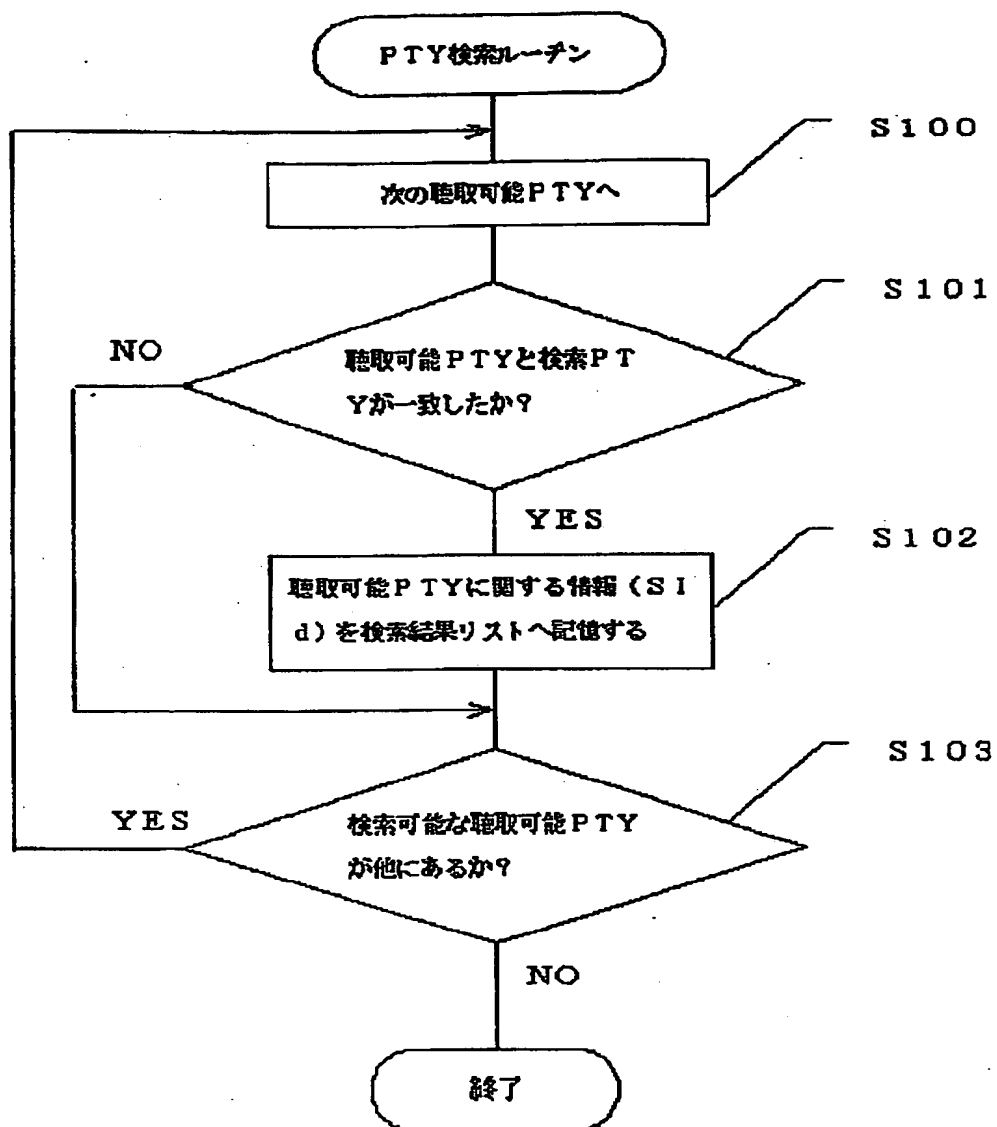 PTY検索ルーチン
S100
次の聴取可能PTYへ
S101
NO
聴取可能PTYと検索PT
Yが一致したか?
YES
S102
聴取可能PTYに関する情報(SI
d)を検索結果リストへ記憶する
S103
YES
検索可能な聴取可能PTY
が他にあるか?
NO
終了